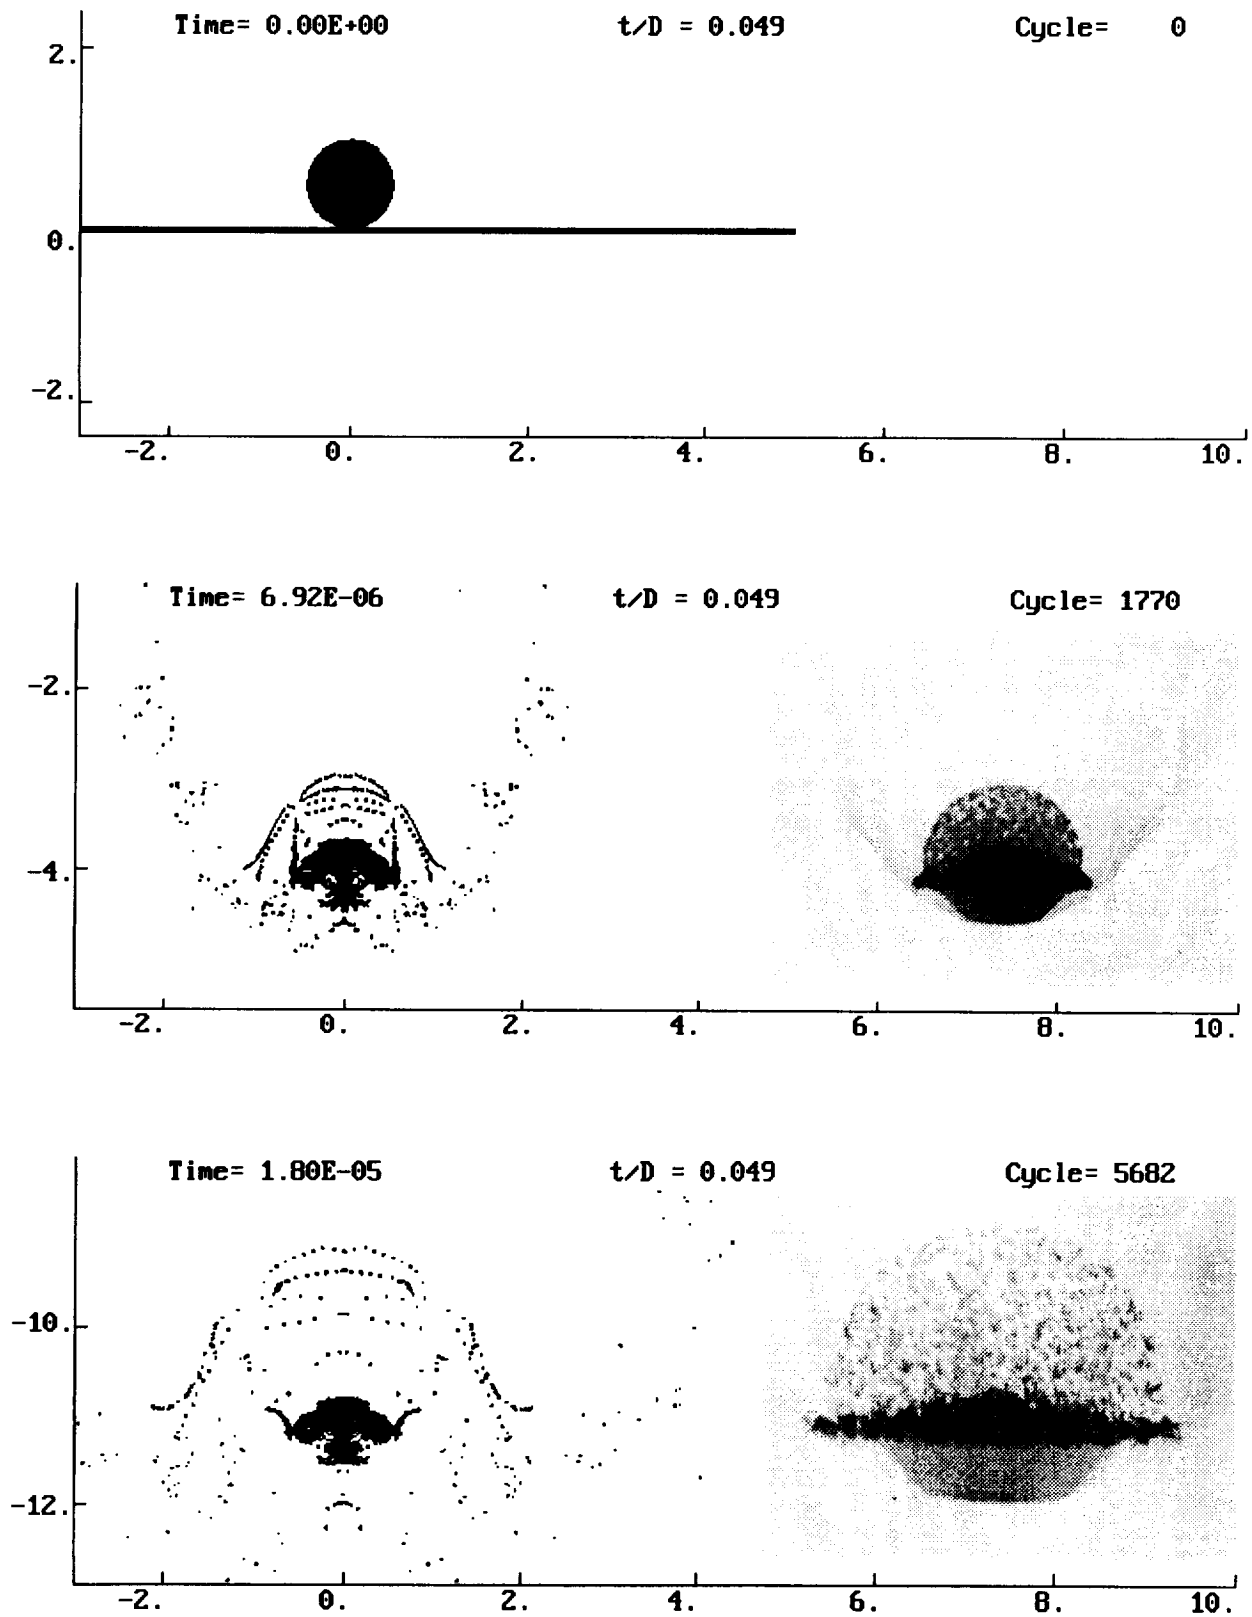 Time= 0.00E+00 t/D = 0.049 Cycle= 0
2.
0.
-2.
-2. 0. 2. 4. 6. 8. 10.
Time= 6.92E-06 t/D = 0.049 Cycle= 1770
-2.
-4.
-2. 0. 2. 4. 6. 8. 10.
Time= 1.80E-05 t/D = 0.049 Cycle= 5682
-10.
-12.
-2. 0. 2. 4. 6. 8. 10.